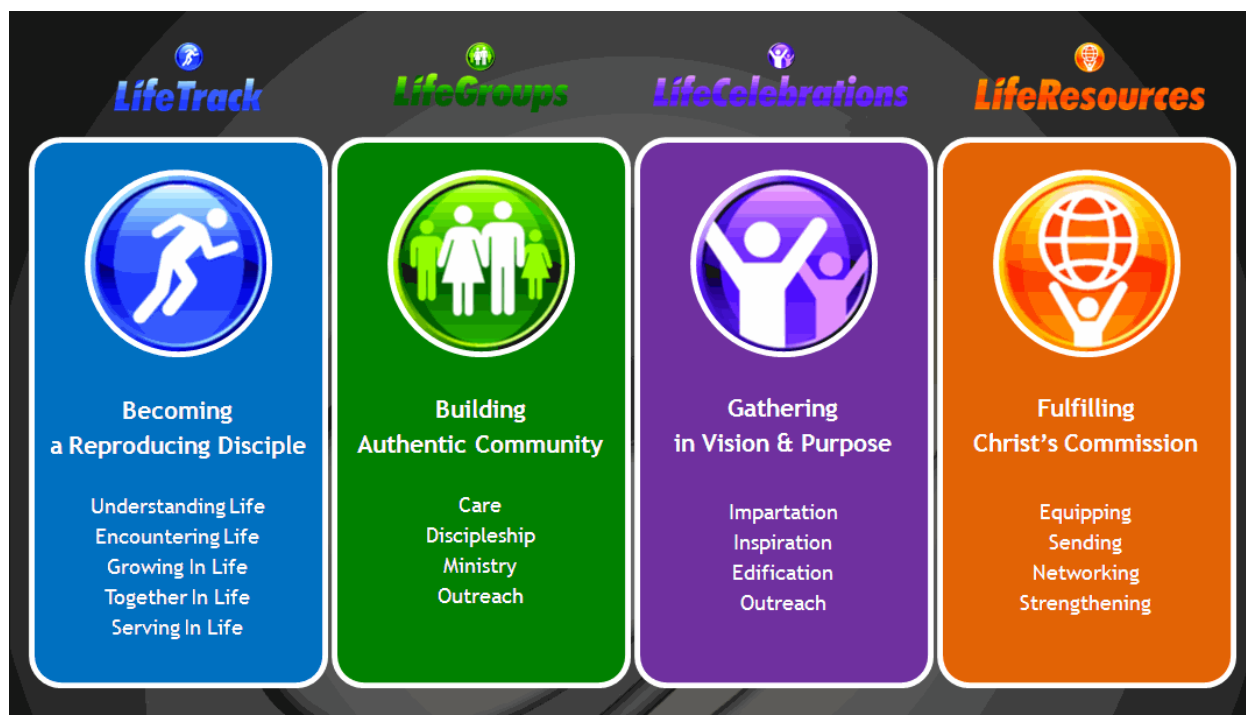 LifeTrack
LifeGroups
LifeCelebrations
LifeResources
Becoming
a Reproducing Disciple
Understanding Life
Encountering Life
Growing In Life
Together In Life
Serving In Life
Building
Authentic Community
Care
Discipleship
Ministry
Outreach
Gathering
in Vision & Purpose
Impartation
Inspiration
Edification
Outreach
Fulfilling
Christ's Commission
Equipping
Sending
Networking
Strengthening